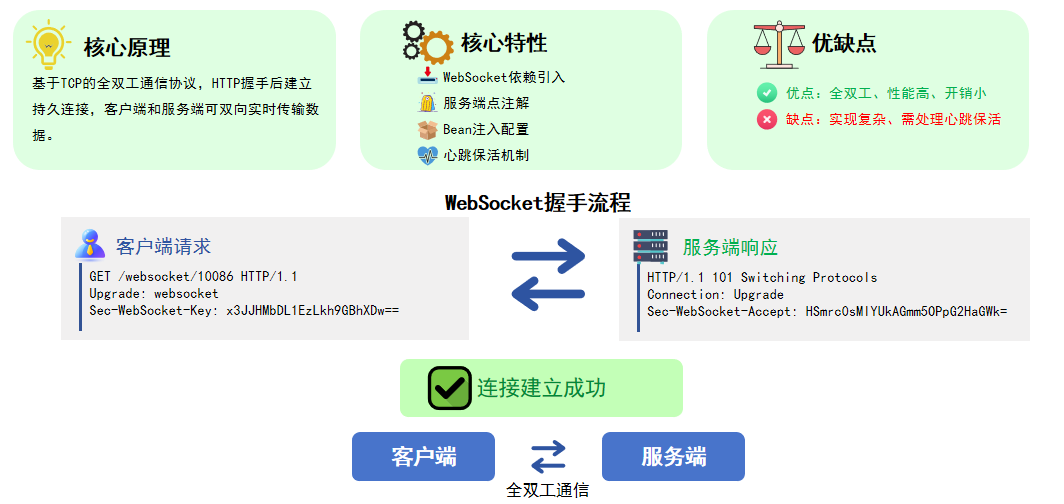 核心原理
基于TCP的全双工通信协议，HTTP握手后建立
持久连接，客户端和服务端可双向实时传输数
据。
核心特性
WebSocket依赖引入
服务端点注解
Bean注入配置
心跳保活机制
优缺点
优点：全双工、性能高、开销小
缺点：实现复杂、需处理心跳保活
WebSocket握手流程
客户端请求
GET /websocket/10086 HTTP/1.1
Upgrade: websocket
Sec-WebSocket-Key: x3JJHMbDL1EzLkh9GBhXDw==
服务端响应
HTTP/1.1 101 Switching Protocols
Connection: Upgrade
Sec-WebSocket-Accept: HSmrc0sMlYUkAGmm5OPpG2HaGWk=
连接建立成功
客户端
服务端
全双工通信